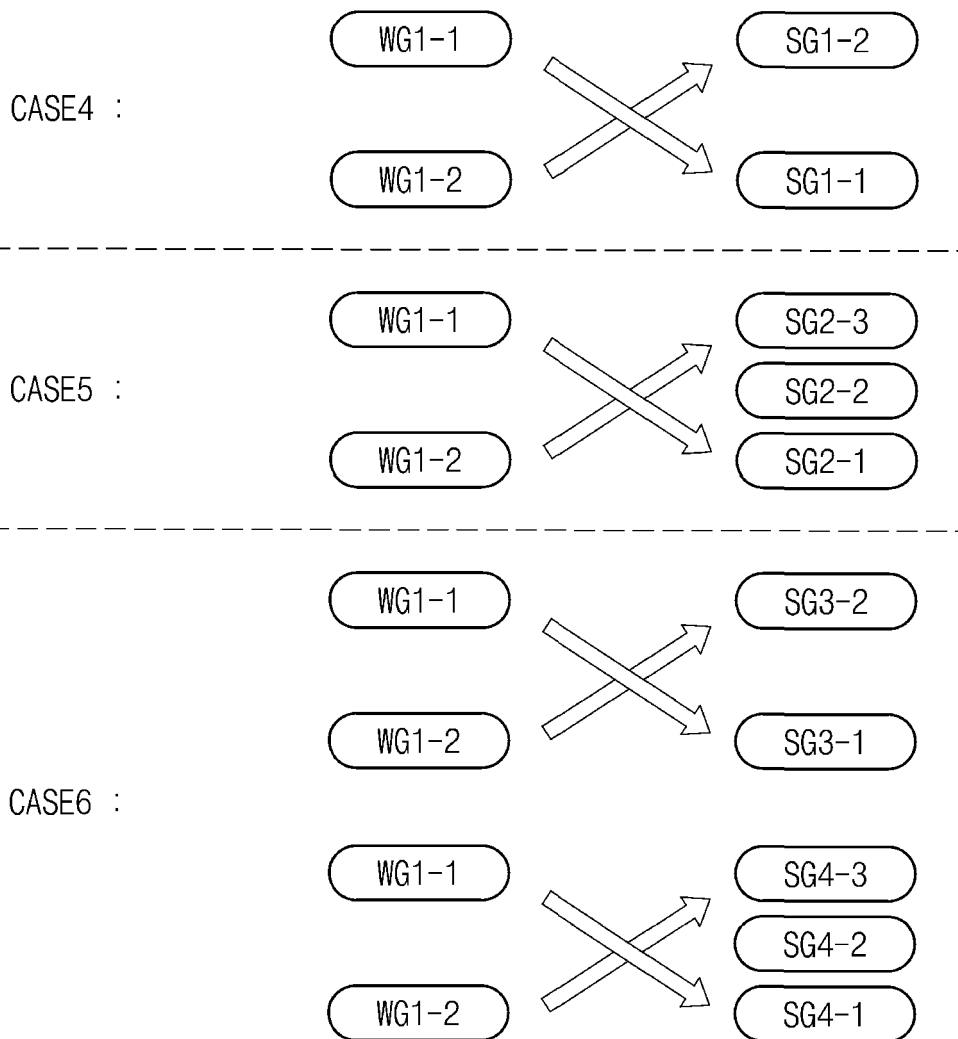 WG1-1 SG1-2
CASE4 :
WG1-2 SG1-1
WG1-1 SG2-3
CASE5 : SG2-2
WG1-2 SG2-1
WG1-1 SG3-2
WG1-2 SG3-1
CASE6 :
WG1-1 SG4-3
SG4-2
WG1-2 SG4-1